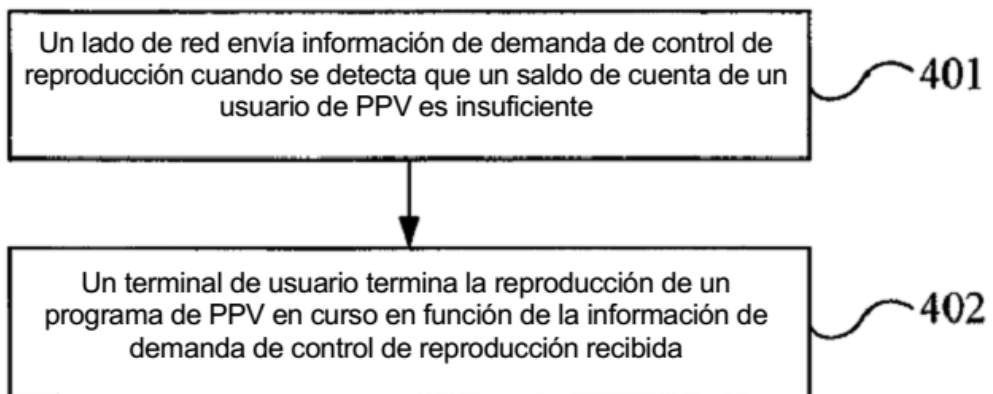 Un lado de red envía información de demanda de control de
reproducción cuando se detecta que un saldo de cuenta de un
usuario de PPV es insuficiente
401
Un terminal de usuario termina la reproducción de un
programa de PPV en curso en función de la información de
demanda de control de reproducción recibida
402